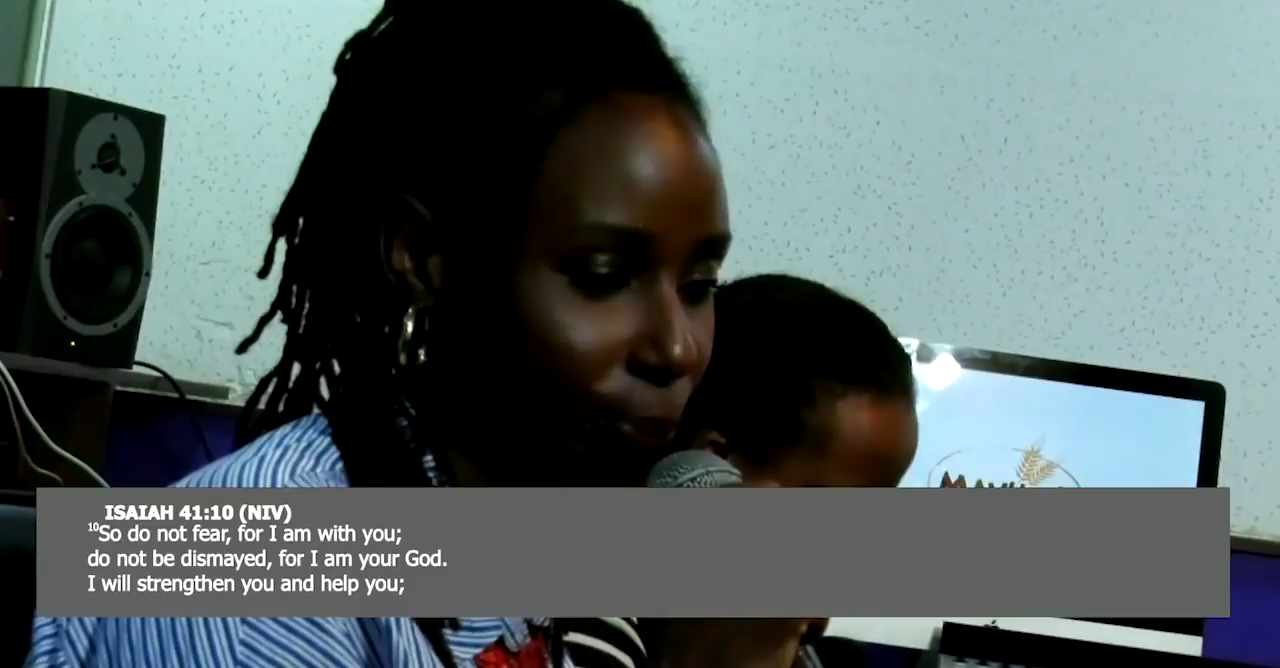 ISAIAH 41:10 (NIV)
10So do not fear, for I am with you;
do not be dismayed, for I am your God.
I will strengthen you and help you;